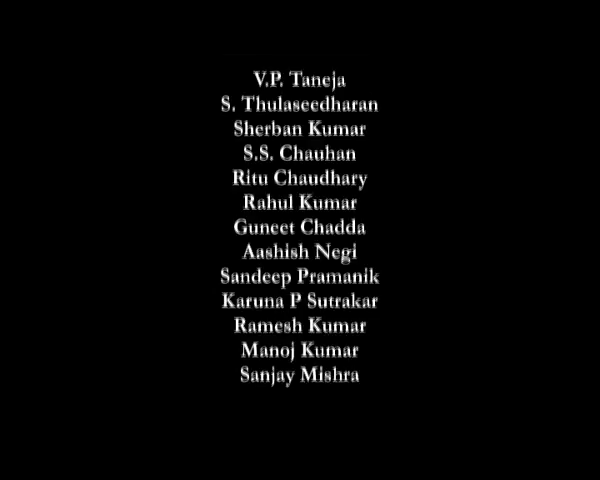 V.P. Taneja
S. Thulaseedharan
Sherban Kumar
S.S. Chauhan
Ritu Chaudhary
Rahul Kumar
Guneet Chadda
Aashish Negi
Sandeep Pramanik
Karuna P Sutrakar
Ramesh Kumar
Manoj Kumar
Sanjay Mishra